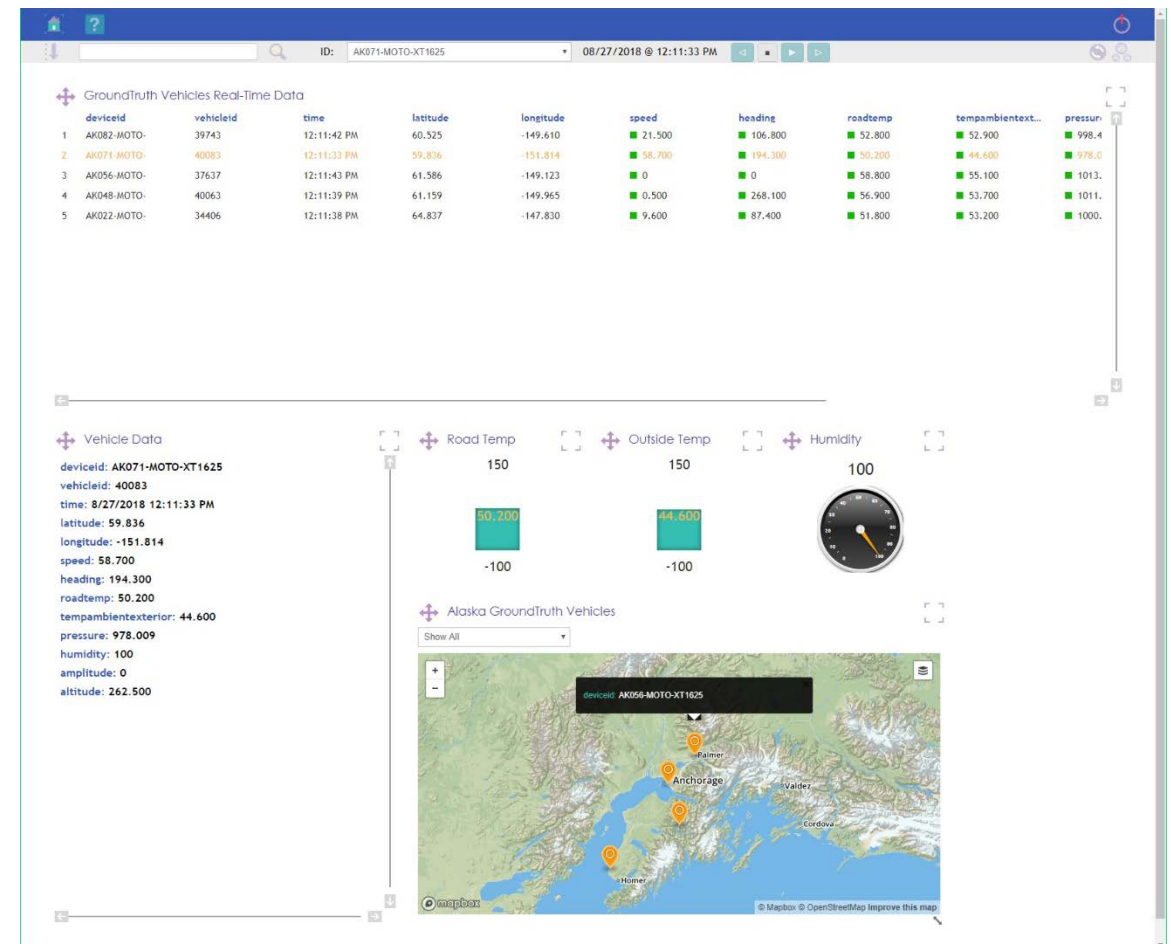 ?
ID: AK071-MOTO-XT1625 08/27/2018 @ 12:11:33 PM
GroundTruth Vehicles Real-Time Data
deviceid vehicleid time latitude longitude speed heading roadtemp tempambientext... pressur
1 AK082-MOTO- 39743 12:11:42 PM 60.525 -149.610 21.500 106.800 52.800 52.900 998.4
2 AK071-MOTO- 40083 12:11:33 PM 59.836 -151.814 58.700 194.300 50.200 44.600 978.0
3 AK056-MOTO- 37637 12:11:43 PM 61.586 -149.123 0 0 58.800 55.100 1013.
4 AK048-MOTO- 40063 12:11:39 PM 61.159 -149.965 0.500 268.100 56.900 53.700 1011.
5 AK022-MOTO- 34406 12:11:38 PM 64.837 -147.830 9.600 87.400 51.800 53.200 1000.
Vehicle Data
deviceid: AK071-MOTO-XT1625
vehicleid: 40083
time: 8/27/2018 12:11:33 PM
latitude: 59.836
longitude: -151.814
speed: 58.700
heading: 194.300
roadtemp: 50.200
tempambientexterior: 44.600
pressure: 978.009
humidity: 100
amplitude: 0
altitude: 262.500
Road Temp
150
50.200
-100
Outside Temp
150
44.600
-100
Humidity
100
Alaska GroundTruth Vehicles
Show All
+
-
deviceid: AK056-MOTO-XT1625
Palmer
Anchorage
Valdez
Cordova
Homer
mapbox
© Mapbox © OpenStreetMap Improve this map